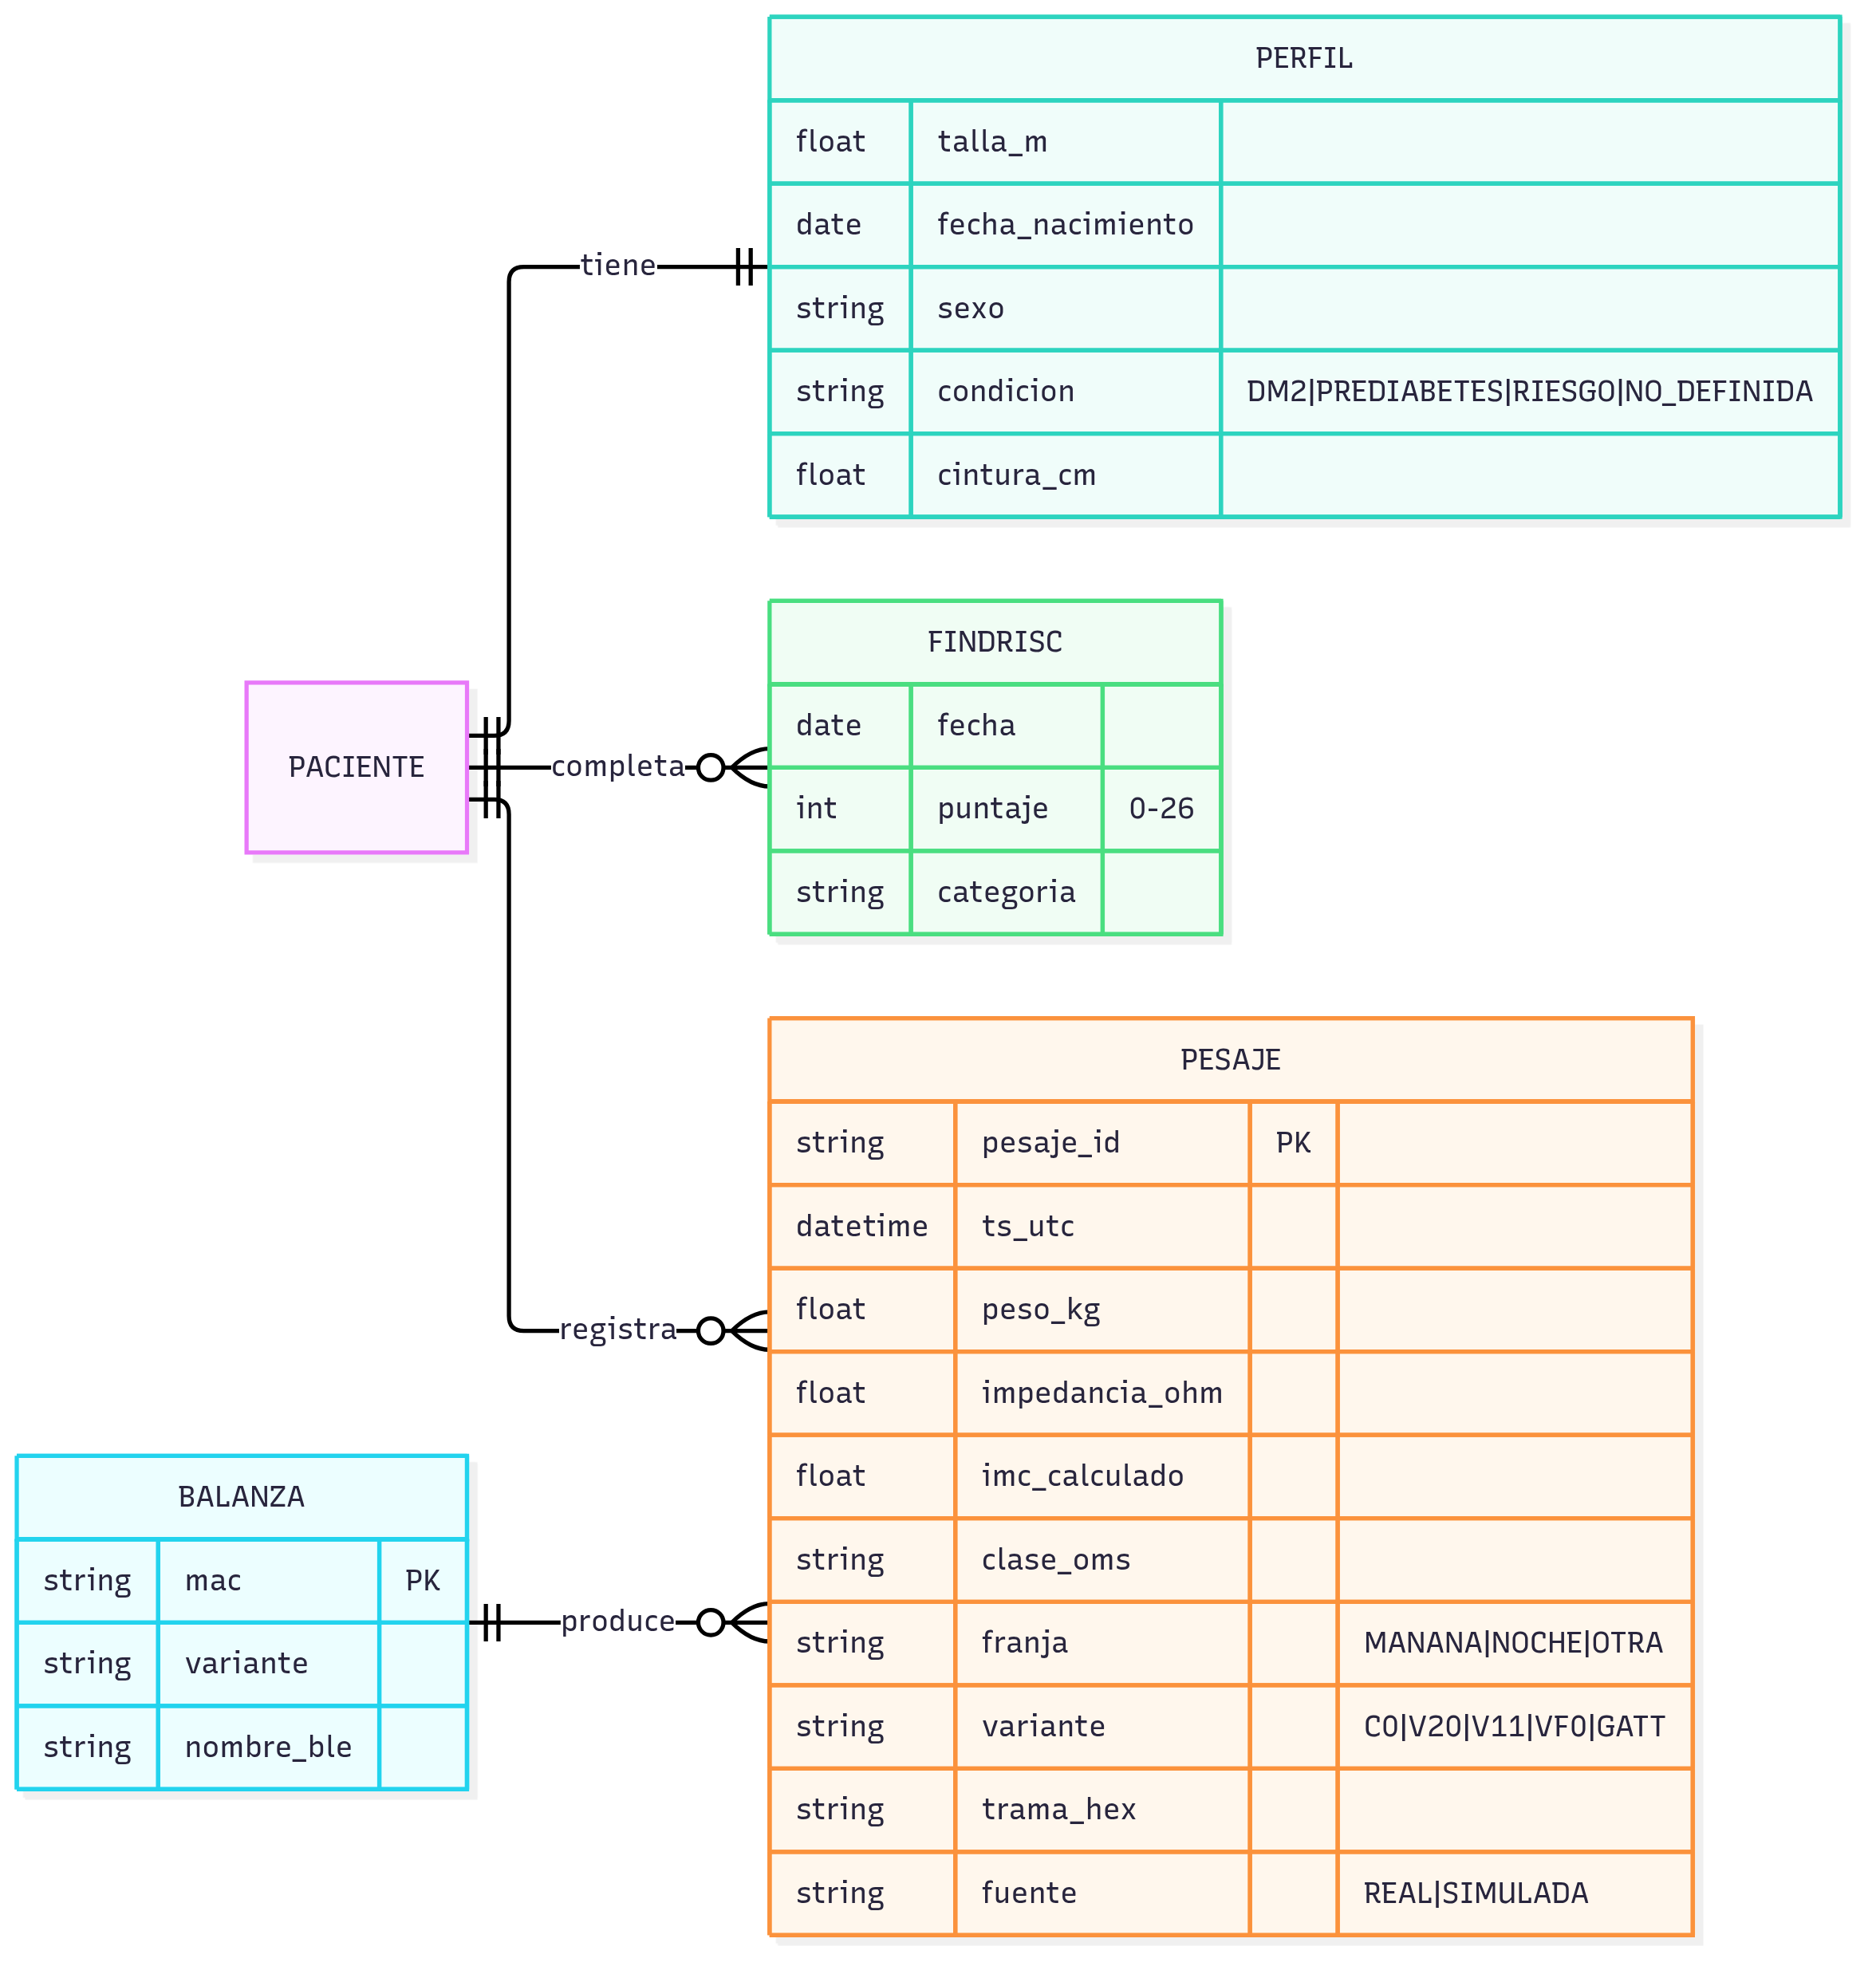 PERFIL
float talla_m
date fecha_nacimiento
string sexo
string condicion DM2|PREDIABETES|RIESGO|NO_DEFINIDA
float cintura_cm
tiene
FINDRISC
date fecha
int puntaje 0-26
string categoria
PACIENTE
completa
PESAJE
string pesaje_id PK
datetime ts_utc
float peso_kg
float impedancia_ohm
float imc_calculado
string clase_oms
string franja MANANA|NOCHE|OTRA
string variante C0|V20|V11|VF0|GATT
string trama_hex
string fuente REAL|SIMULADA
registra
BALANZA
string mac PK
string variante
string nombre_ble
produce